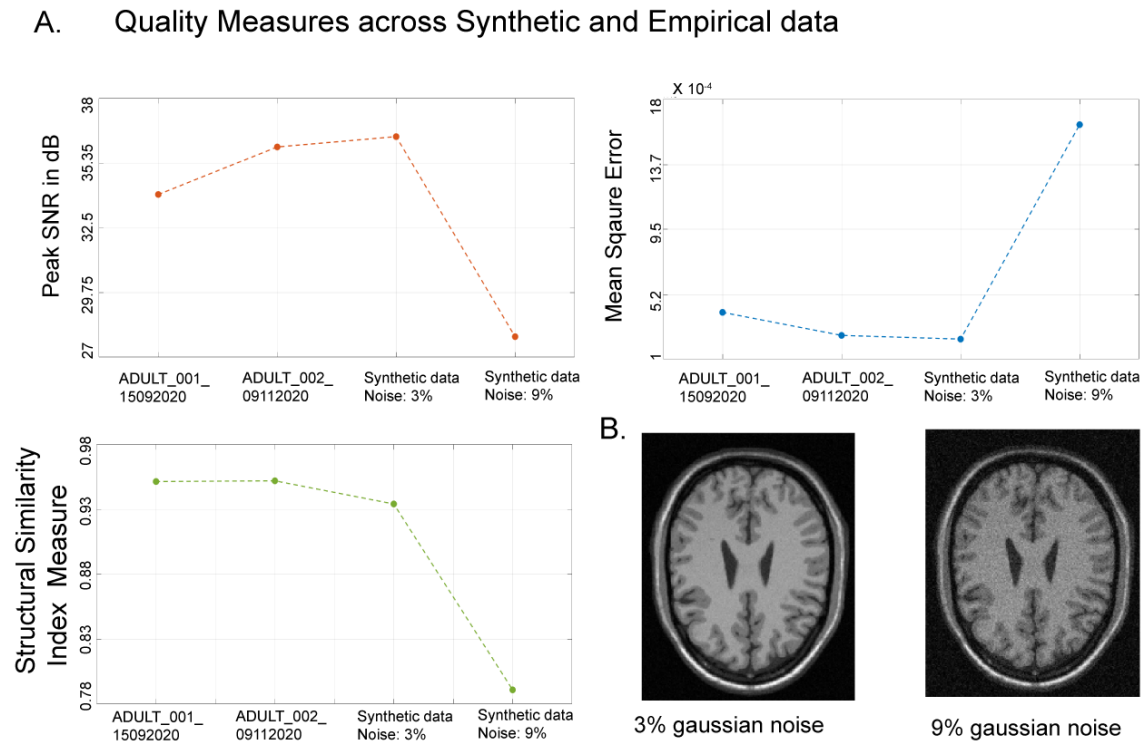 A. Quality Measures across Synthetic and Empirical data
Peak SNR in dB
38
35.35
32.5
29.75
27
ADULT_001_
15092020
ADULT_002_
09112020
Synthetic data
Noise: 3%
Synthetic data
Noise: 9%
X 10-4
Mean Sqaure Error
18
13.7
9.5
5.2
1
ADULT_001_
15092020
ADULT_002_
09112020
Synthetic data
Noise: 3%
Synthetic data
Noise: 9%
Structural Similarity
Index Measure
0.98
0.93
0.88
0.83
0.78
ADULT_001_
15092020
ADULT_002_
09112020
Synthetic data
Noise: 3%
Synthetic data
Noise: 9%
B.
3% gaussian noise
9% gaussian noise